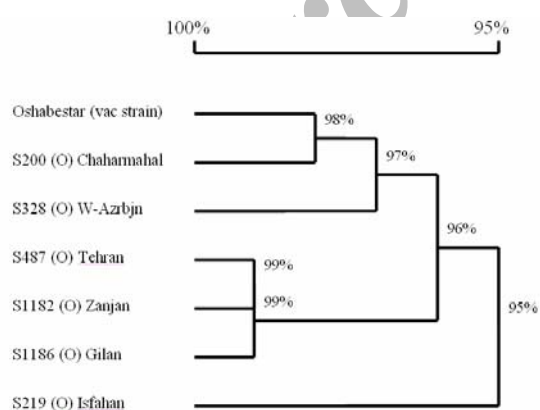 100% 95%
Oshabestar (vac strain)
98%
S200 (O) Chaharmahal
97%
S328 (O) W-Azrbjn
96%
S487 (O) Tehran
99%
S1182 (O) Zanjan
99%
95%
S1186 (O) Gilan
S219 (O) Isfahan